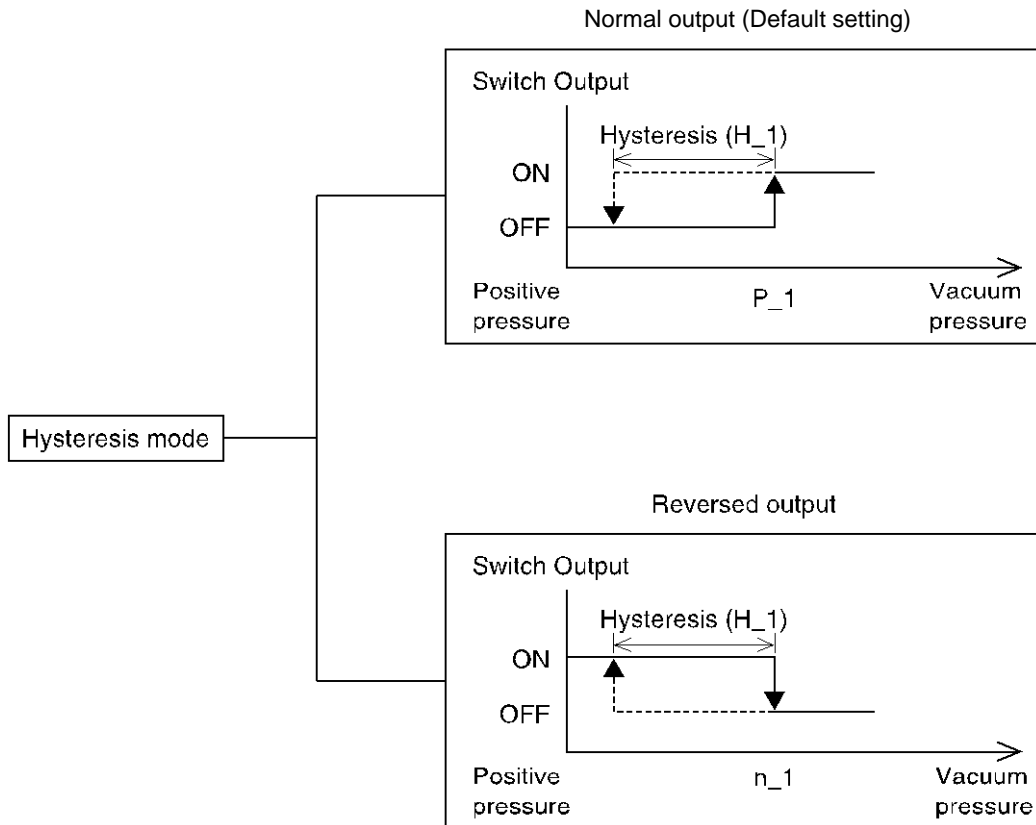 Normal output (Default setting)
Switch Output
Hysteresis (H_1)
ON
OFF
Positive
pressure
P_1
Vacuum
pressure
Hysteresis mode
Reversed output
Switch Output
Hysteresis (H_1)
ON
OFF
Positive
pressure
n_1
Vacuum
pressure